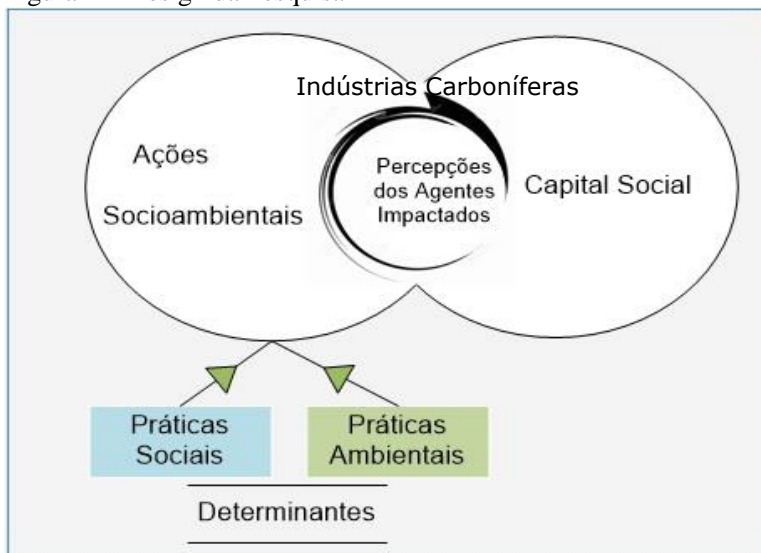 Indústrias Carboníferas
Ações
Socioambientais
Percepções
dos Agentes
Impactados
Capital Social
Práticas
Sociais
Práticas
Ambientais
Determinantes